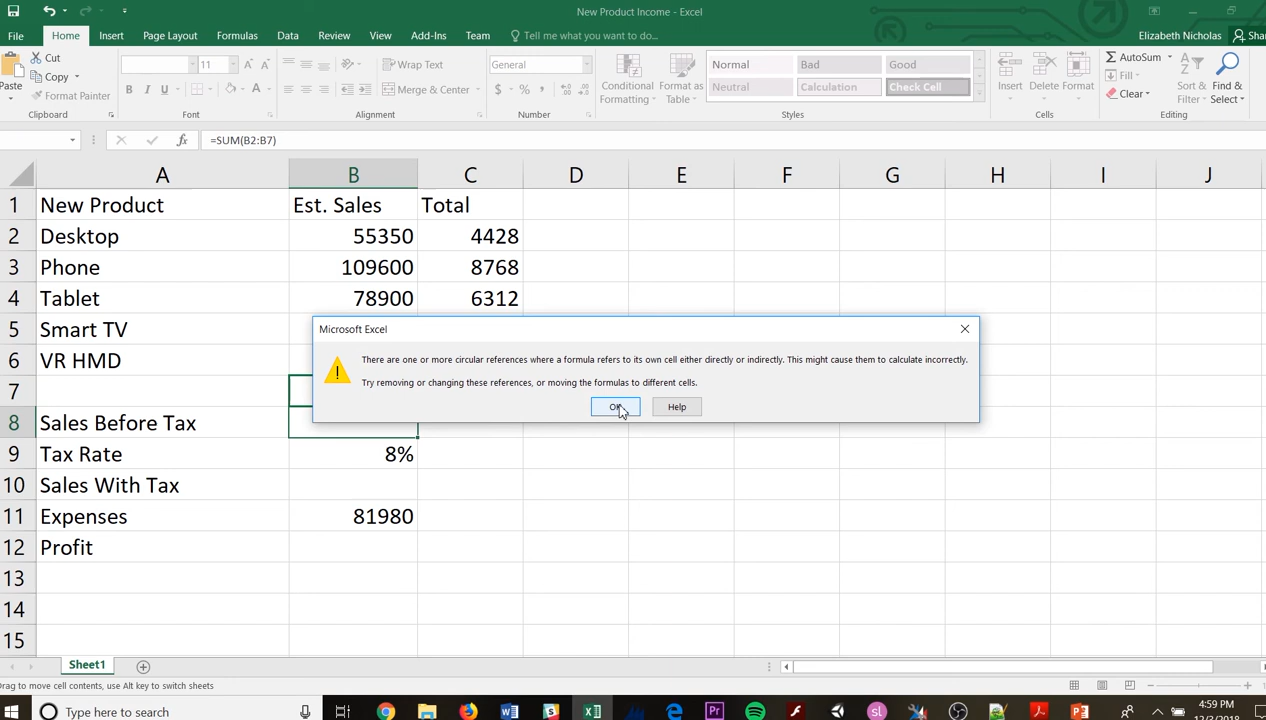 New Product Income - Excel
File Home Insert Page Layout Formulas Data Review View Add-Ins Team Tell me what you want to do... Elizabeth Nicholas
Cut
Copy
Format Painter
Paste
Clipboard
11
B I U
Font
Wrap Text
Merge & Center
Alignment
General
$ % ,
Number
Conditional Formatting
Format as Table
Normal Bad Good
Neutral Calculation Check Cell
Styles
Insert Delete Format
Cells
AutoSum
Fill
Clear
Sort & Filter
Find & Select
Editing
fx =SUM(B2:B7)
A B C D E F G H I J
1 New Product Est. Sales Total
2 Desktop 55350 4428
3 Phone 109600 8768
4 Tablet 78900 6312
5 Smart TV
6 VR HMD
7
8 Sales Before Tax
9 Tax Rate 8%
10 Sales With Tax
11 Expenses 81980
12 Profit
13
14
15
Microsoft Excel
There are one or more circular references where a formula refers to its own cell either directly or indirectly. This might cause them to calculate incorrectly.
Try removing or changing these references, or moving the formulas to different cells.
OK Help
Sheet1
Drag to move cell contents, use Alt key to switch sheets
Type here to search
4:59 PM
12/3/2018